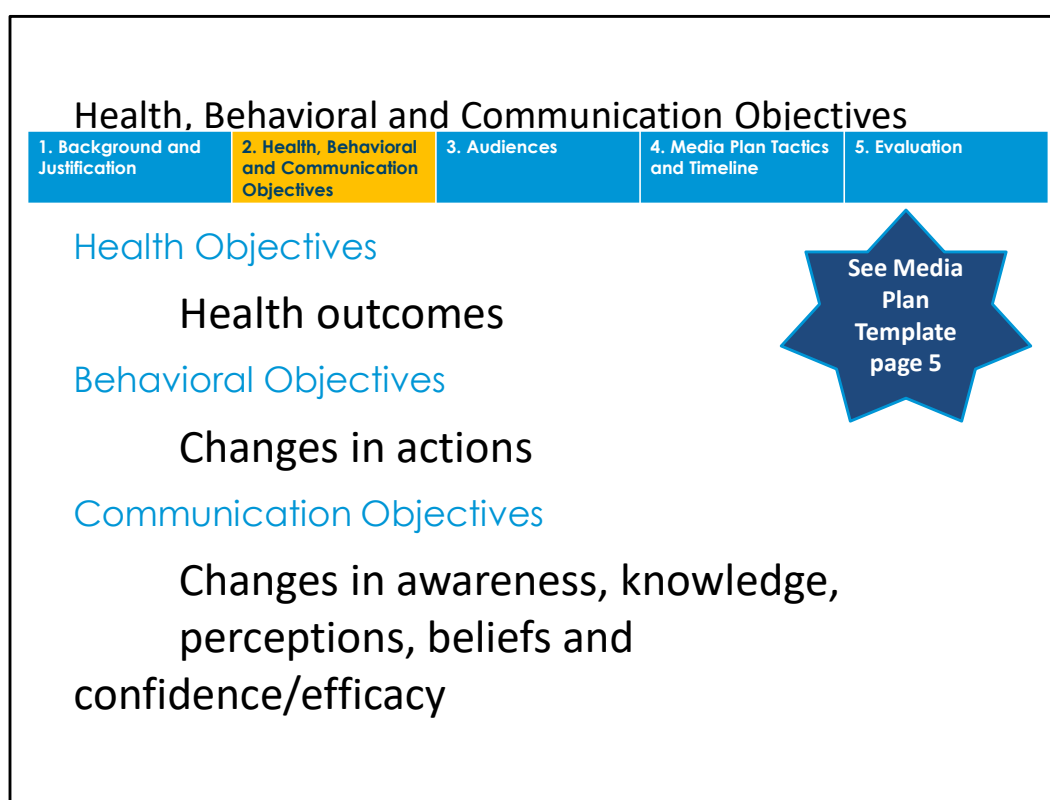 Health, Behavioral and Communication Objectives
1. Background and
Justification
2. Health, Behavioral
and Communication
Objectives
3. Audiences
4. Media Plan Tactics
and Timeline
5. Evaluation
Health Objectives
Health outcomes
Behavioral Objectives
Changes in actions
Communication Objectives
Changes in awareness, knowledge,
perceptions, beliefs and
confidence/efficacy
See Media
Plan
Template
page 5